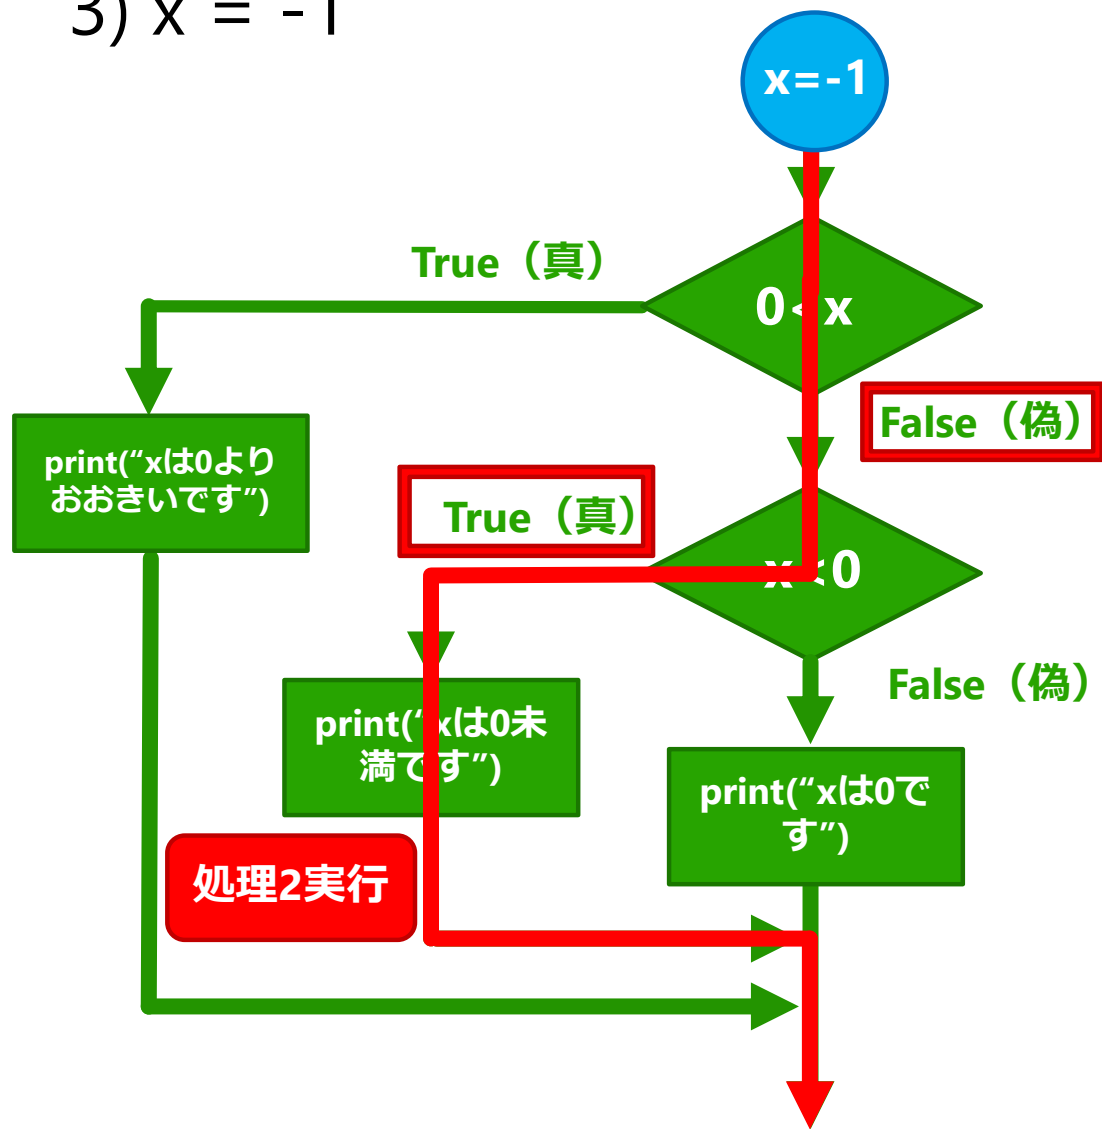 3) x = -1
x=-1
True（真）
0<x
False（偽）
print(“xは0より
おおきいです”)
True（真）
x<0
False（偽）
print(“xは0未
満です”)
print(“xは0で
す”)
処理2実行